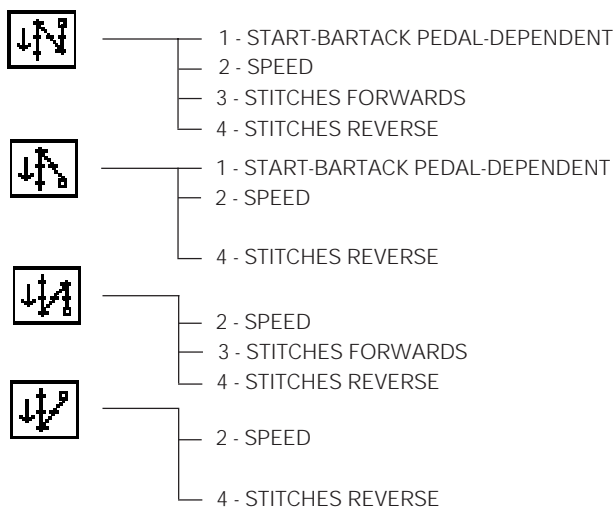 1 - START-BARTACK PEDAL-DEPENDENT
2 - SPEED
3 - STITCHES FORWARDS
4 - STITCHES REVERSE
1 - START-BARTACK PEDAL-DEPENDENT
2 - SPEED
4 - STITCHES REVERSE
2 - SPEED
3 - STITCHES FORWARDS
4 - STITCHES REVERSE
2 - SPEED
4 - STITCHES REVERSE